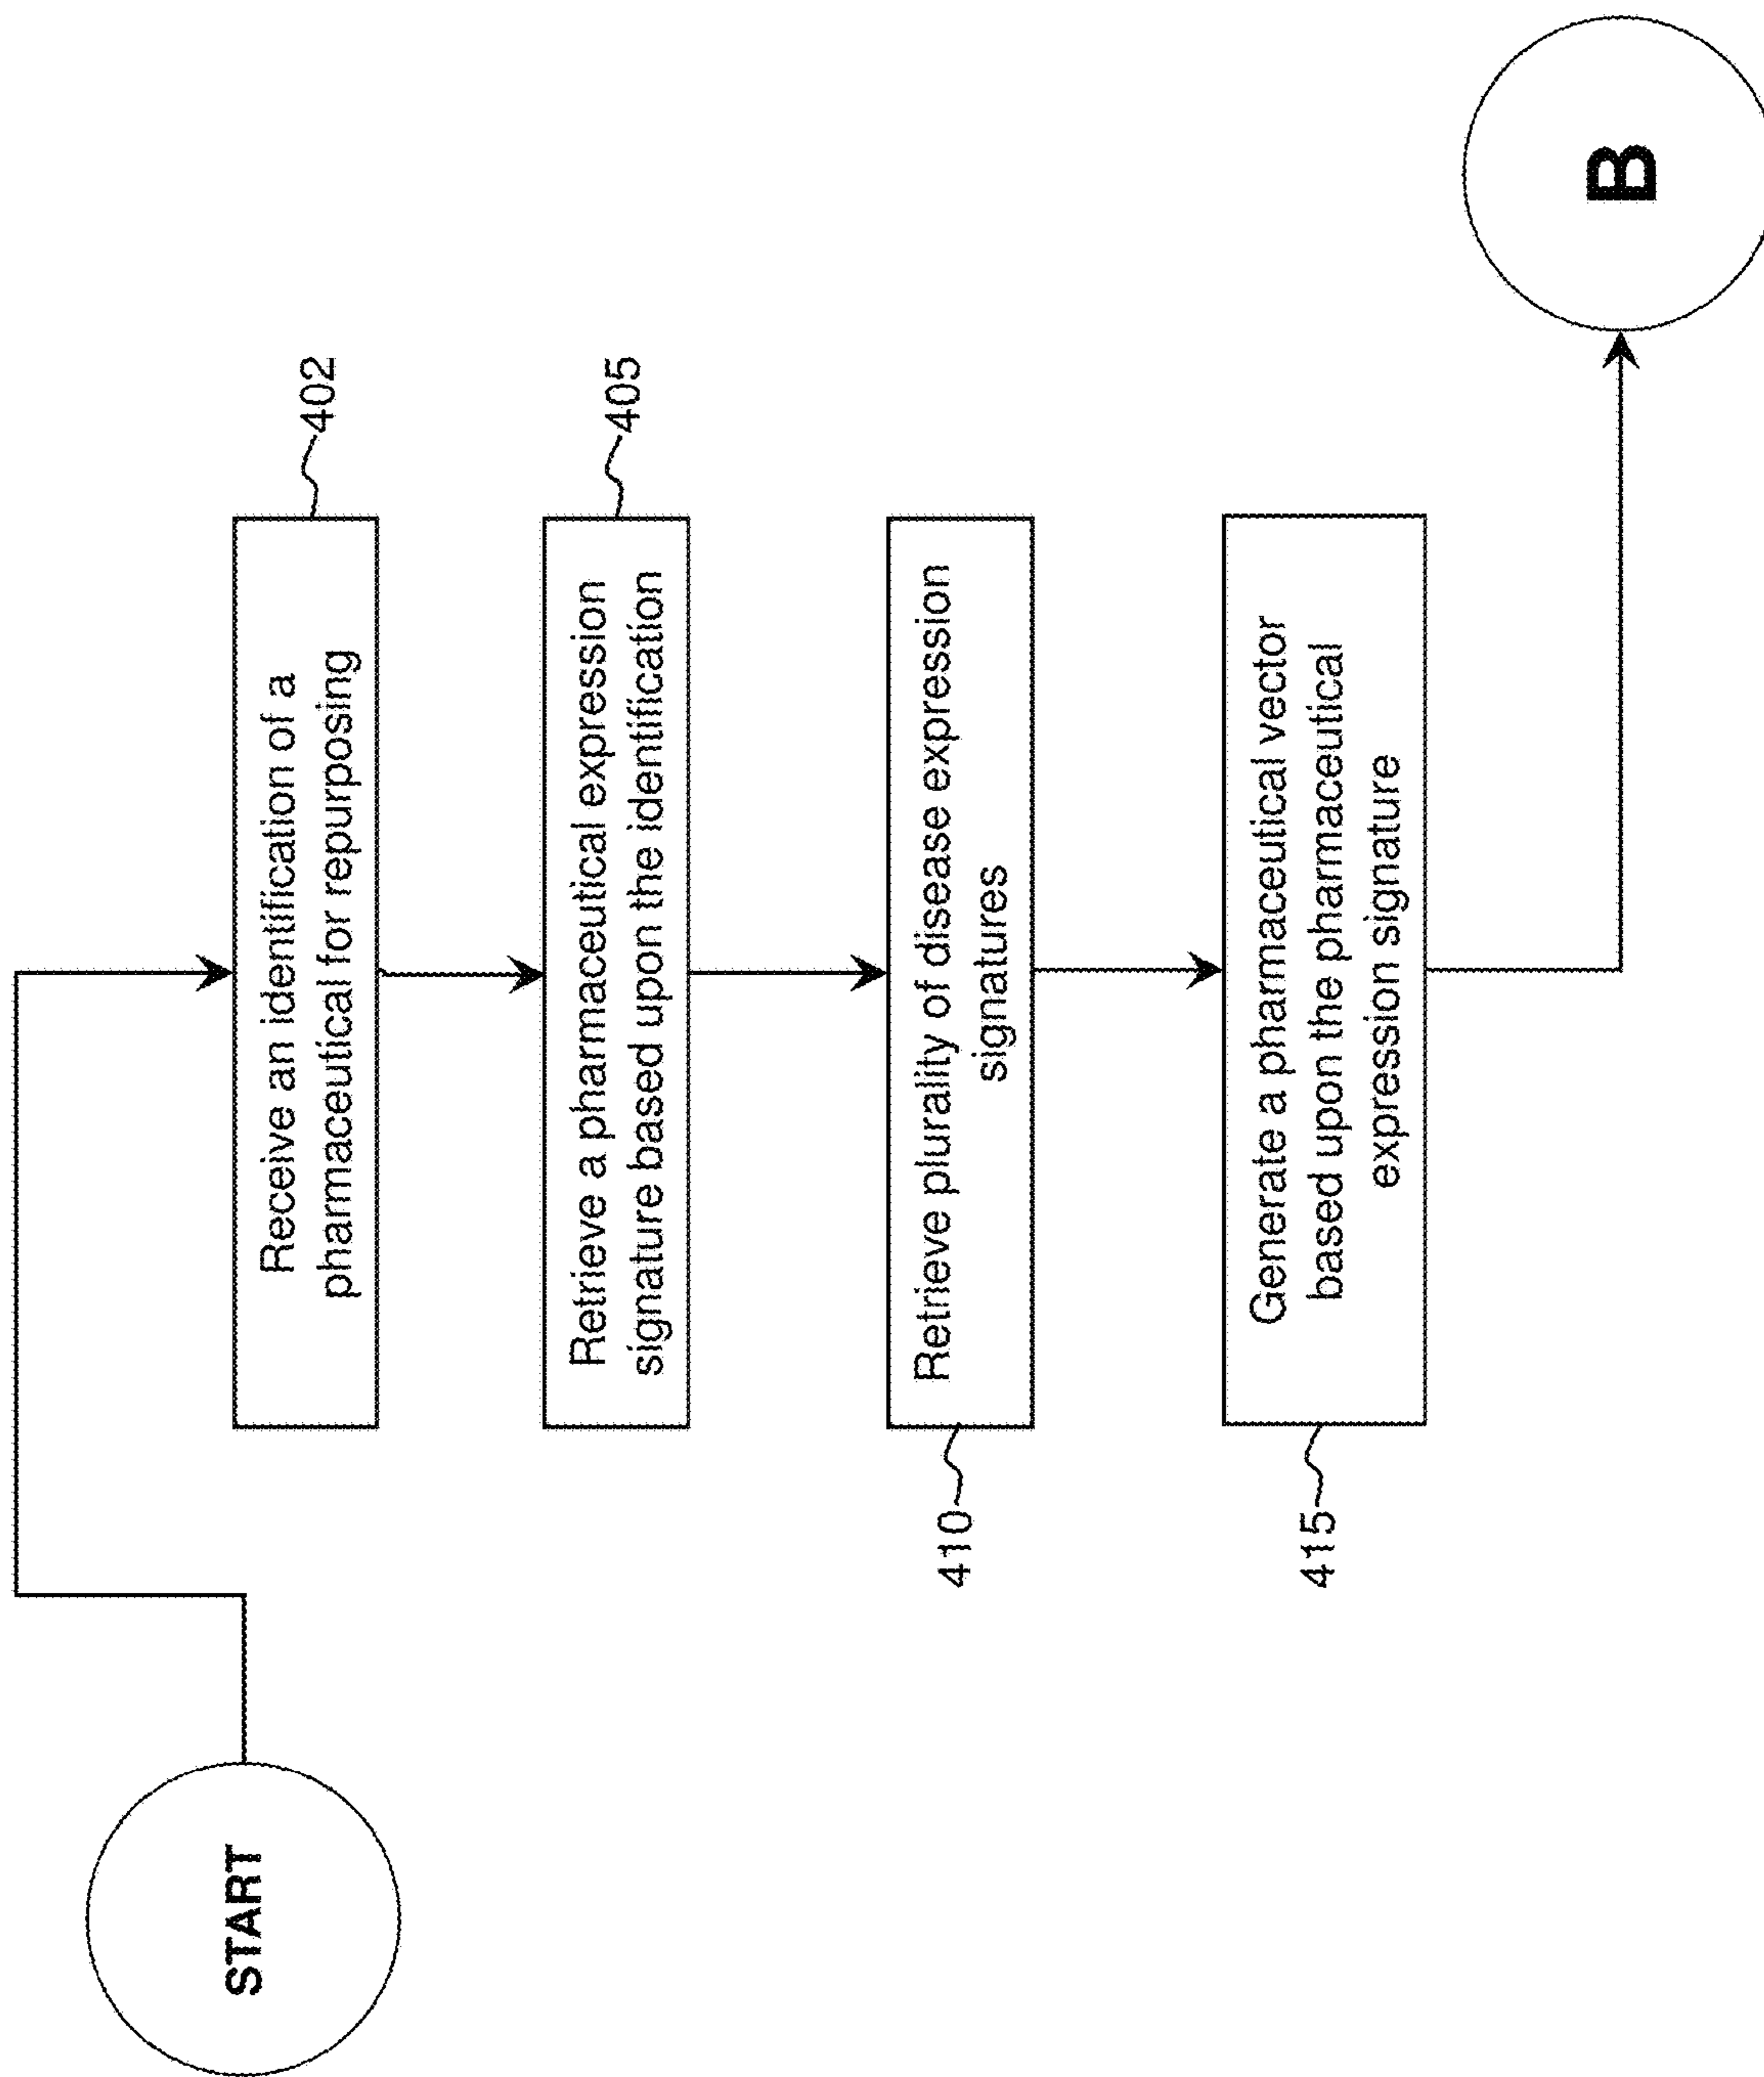 START
Receive an identification of a
pharmaceutical for repurposing
402
Retrieve a pharmaceutical expression
signature based upon the identification
405
Retrieve plurality of disease expression
signatures
410
Generate a pharmaceutical vector
based upon the pharmaceutical
expression signature
415
B